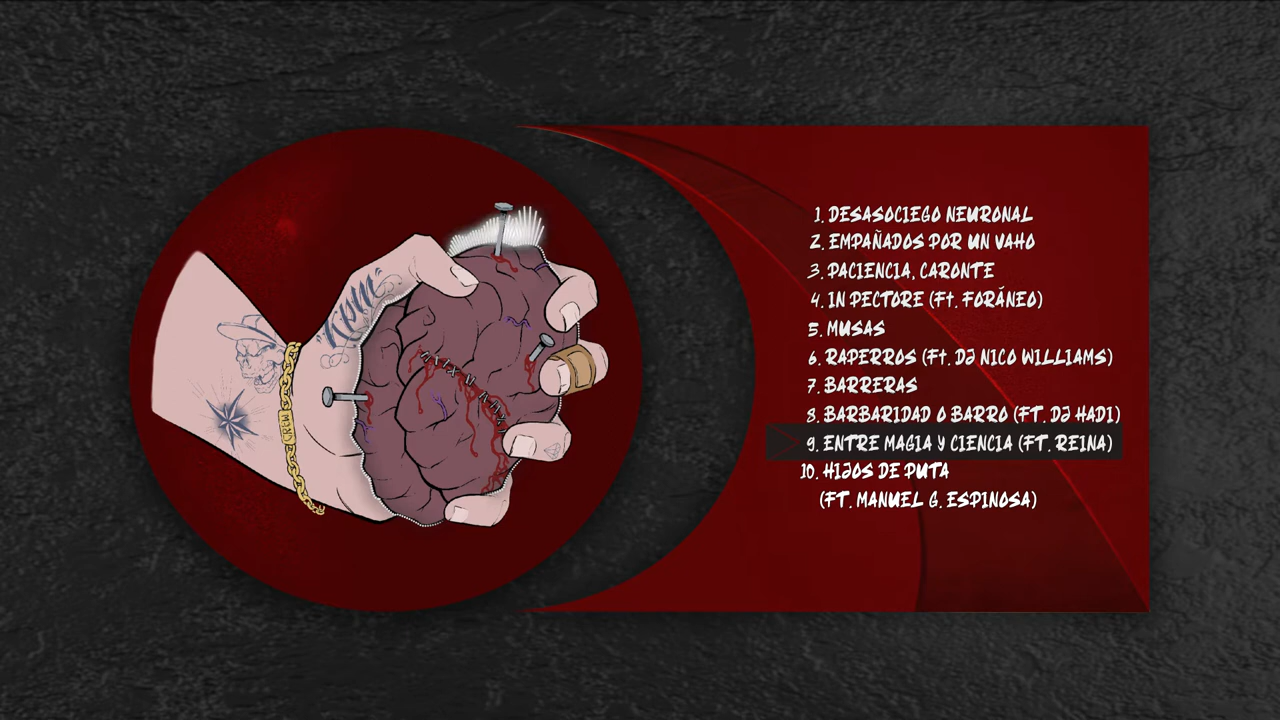 1. DESASOCIEGO NEURONAL
2. EMPAÑADOS POR UN VAHO
3. PACIENCIA, CARONTE
4. IN PECTORE (Ft. FORÁNEO)
5. MUSAS
6. RAPERROS (Ft. DJ NICO WILLIAMS)
7. BARRERAS
8. BARBARIDAD O BARRO (FT. DJ HADI)
9. ENTRE MAGIA Y CIENCIA (FT. REINA)
10. HIJOS DE PUTA
(FT. MANUEL G. ESPINOSA)
"Kpm"